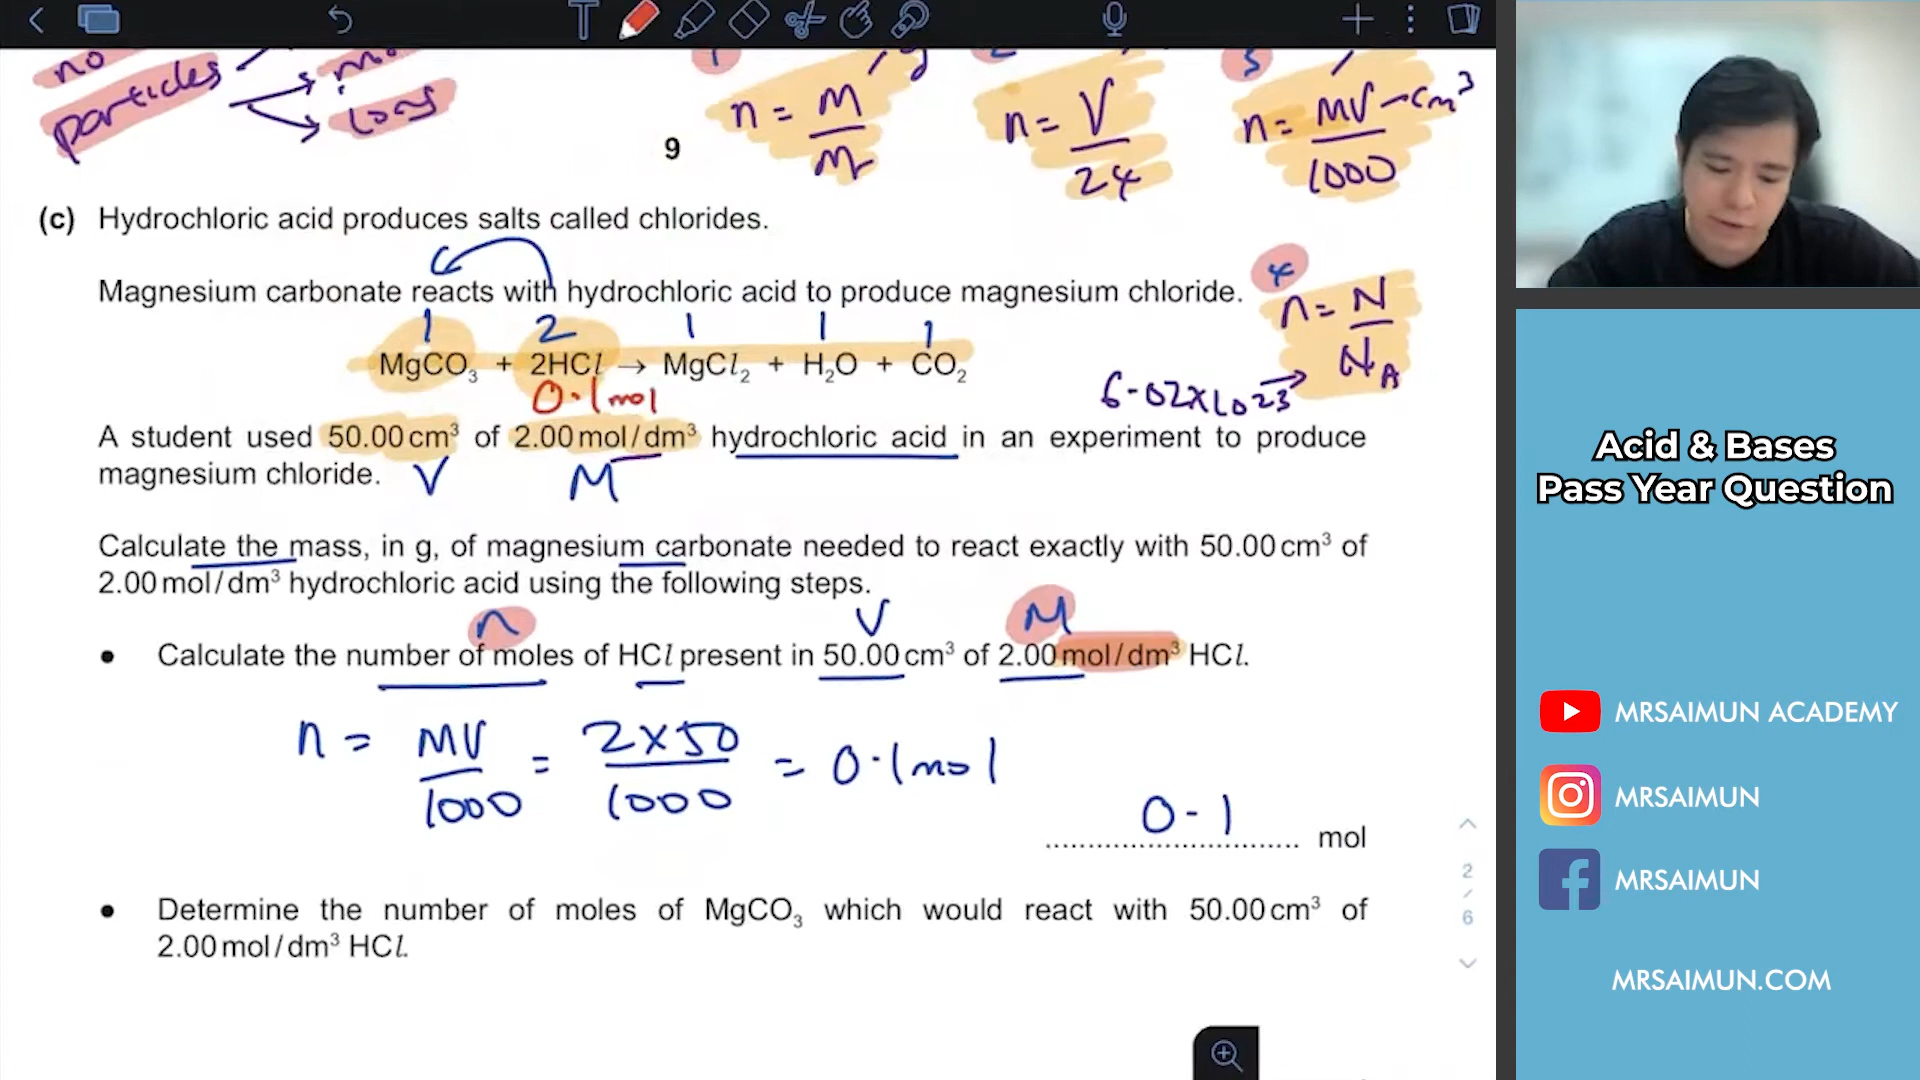 no
particles
ions
1
2
3
n = M/Mr
g
n = V/24
n = MV/1000
cm³
9
(c) Hydrochloric acid produces salts called chlorides.
Magnesium carbonate reacts with hydrochloric acid to produce magnesium chloride.
4
n = N/NA
6.02x10 23
1 2 1 1 1
MgCO₃ + 2HCl → MgCl₂ + H₂O + CO₂
0.1 mol
A student used 50.00 cm³ of 2.00 mol/dm³ hydrochloric acid in an experiment to produce
magnesium chloride.
V M
Calculate the mass, in g, of magnesium carbonate needed to react exactly with 50.00 cm³ of
2.00 mol/dm³ hydrochloric acid using the following steps.
n V M
• Calculate the number of moles of HCl present in 50.00 cm³ of 2.00 mol/dm³ HCl.
n = MV/1000 = 2x50/1000 = 0.1 mol
0.1
............................... mol
• Determine the number of moles of MgCO₃ which would react with 50.00 cm³ of
2.00 mol/dm³ HCl.
2
/
6
Acid & Bases
Pass Year Question
MRSAIMUN ACADEMY
MRSAIMUN
MRSAIMUN
MRSAIMUN.COM